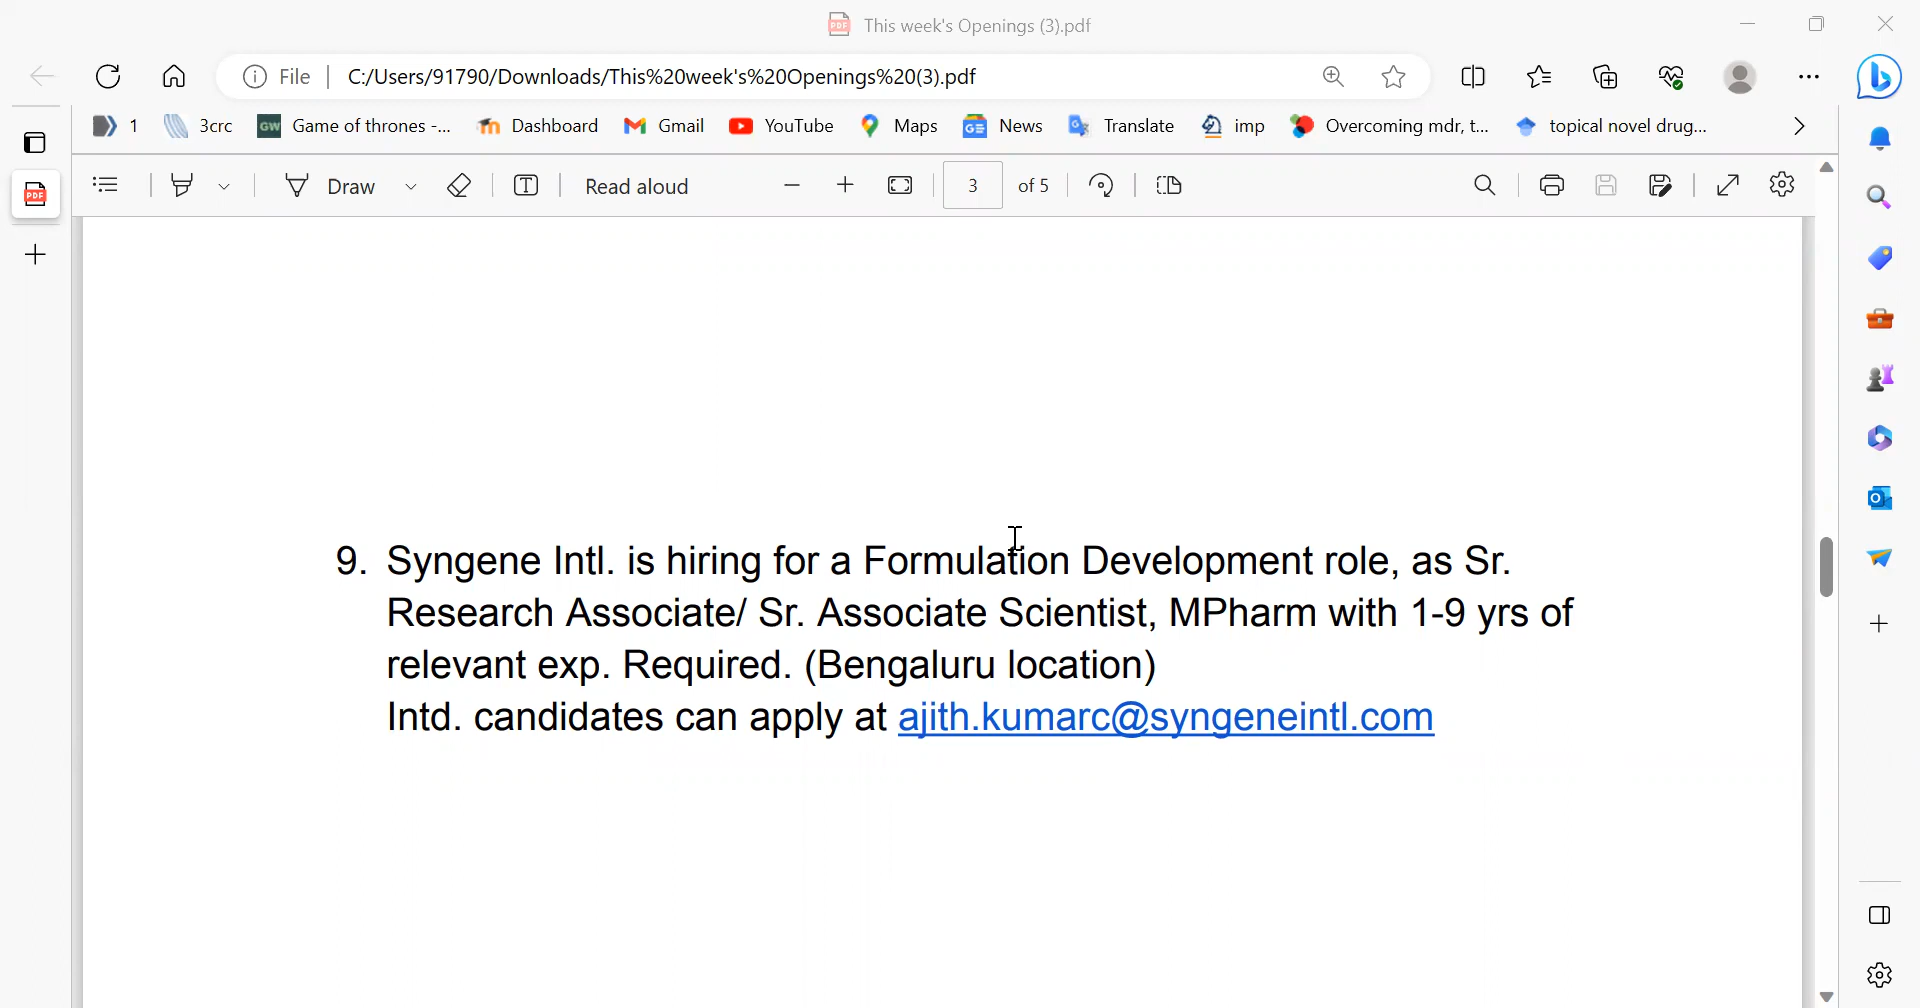 This week's Openings (3).pdf
File C:/Users/91790/Downloads/This%20week's%20Openings%20(3).pdf
1 3crc Game of thrones -... Dashboard Gmail YouTube Maps News Translate imp Overcoming mdr, t... topical novel drug...
Draw Read aloud 3 of 5
9. Syngene Intl. is hiring for a Formulation Development role, as Sr.
Research Associate/ Sr. Associate Scientist, MPharm with 1-9 yrs of
relevant exp. Required. (Bengaluru location)
Intd. candidates can apply at ajith.kumarc@syngeneintl.com